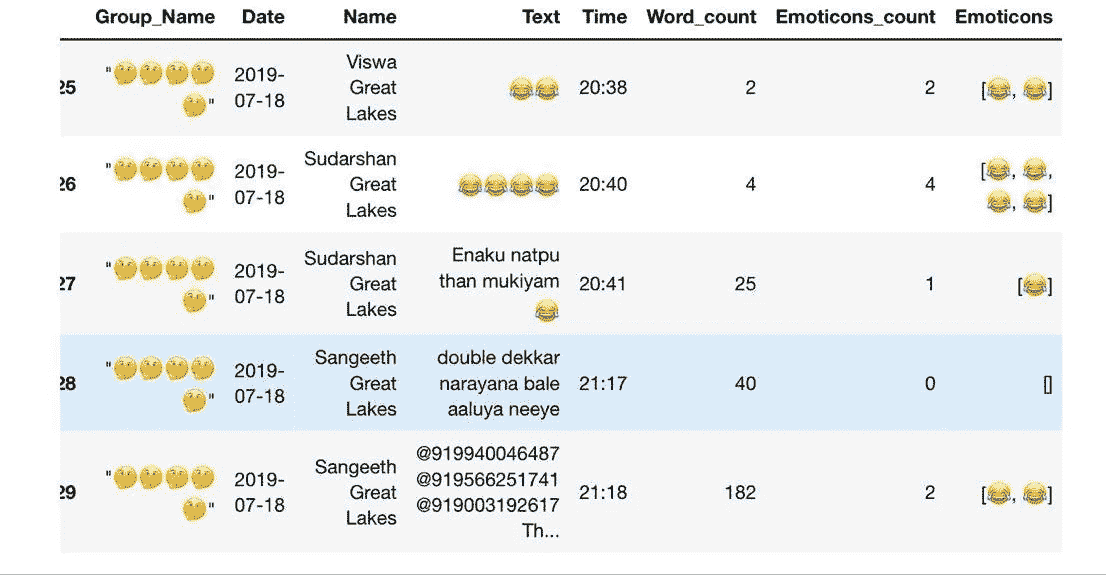 Group_Name Date Name Text Time Word_count Emoticons_count Emoticons
25 "🤔🤔🤔🤔🤔" 2019-07-18 Viswa Great Lakes 😂😂 20:38 2 2 [😂, 😂]
26 "🤔🤔🤔🤔🤔" 2019-07-18 Sudarshan Great Lakes 😂😂😂😂 20:40 4 4 [😂, 😂, 😂, 😂]
27 "🤔🤔🤔🤔🤔" 2019-07-18 Sudarshan Great Lakes Enaku natpu than mukiyam 😂 20:41 25 1 [😂]
28 "🤔🤔🤔🤔🤔" 2019-07-18 Sangeeth Great Lakes double dekkar narayana bale aaluya neeye 21:17 40 0 []
29 "🤔🤔🤔🤔🤔" 2019-07-18 Sangeeth Great Lakes @919940046487 @919566251741 @919003192617 Th... 21:18 182 2 [😂, 😂]